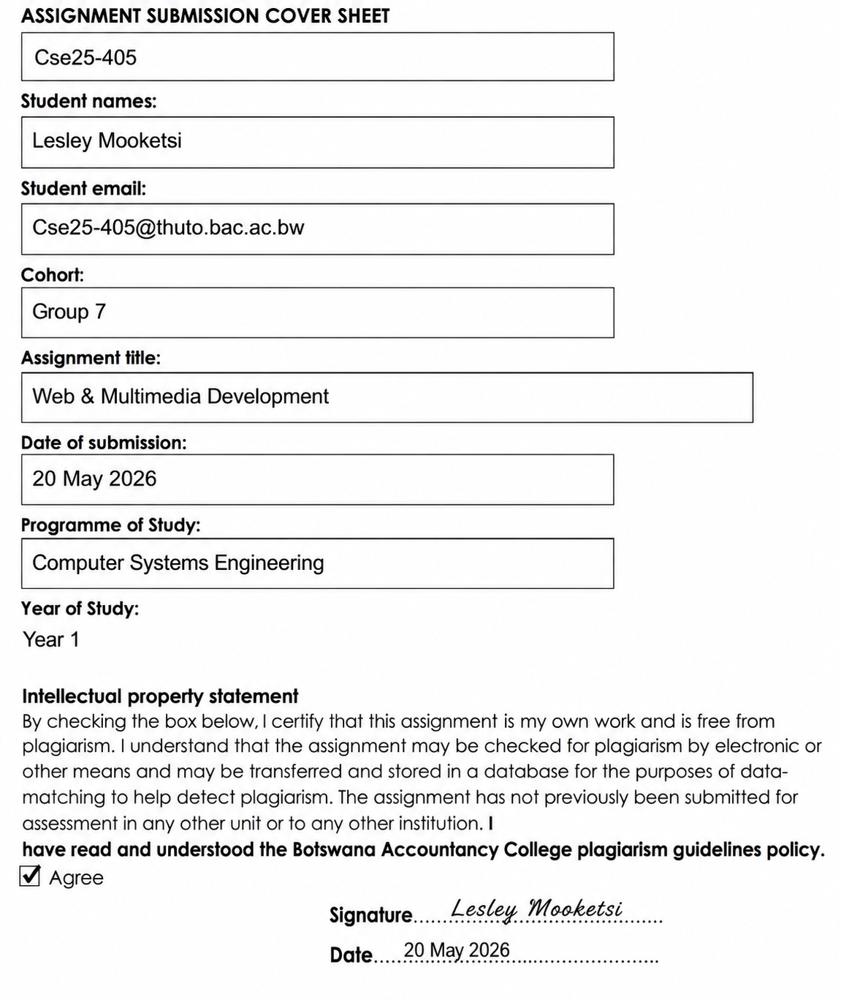 ASSIGNMENT SUBMISSION COVER SHEET
Cse25-405
Student names:
Lesley Mooketsi
Student email:
Cse25-405@thuto.bac.ac.bw
Cohort:
Group 7
Assignment title:
Web & Multimedia Development
Date of submission:
20 May 2026
Programme of Study:
Computer Systems Engineering
Year of Study:
Year 1
Intellectual property statement
By checking the box below, I certify that this assignment is my own work and is free from
plagiarism. I understand that the assignment may be checked for plagiarism by electronic or
other means and may be transferred and stored in a database for the purposes of data-
matching to help detect plagiarism. The assignment has not previously been submitted for
assessment in any other unit or to any other institution. I
have read and understood the Botswana Accountancy College plagiarism guidelines policy.
Agree
Signature......Lesley Mooketsi......
Date.....20 May 2026......